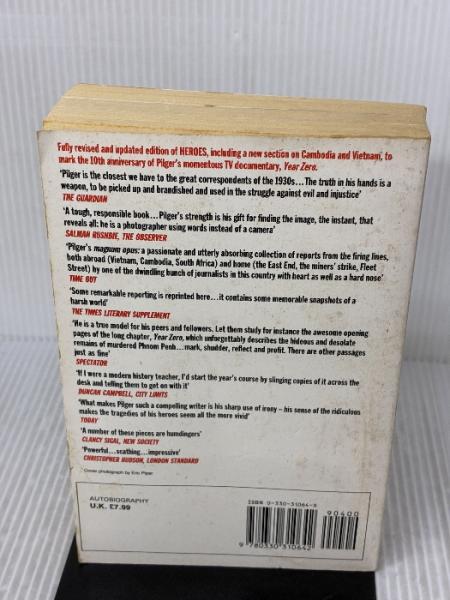 Fully revised and updated edition of HEROES, including a new section on Cambodia and Vietnam, to
mark the 10th anniversary of Pilger's momentous TV documentary, Year Zero.
'Pilger is the closest we have to the great correspondents of the 1930s...The truth in his hands is a
weapon, to be picked up and brandished and used in the struggle against evil and injustice'
THE GUARDIAN
'A tough, responsible book...Pilger's strength is his gift for finding the image, the instant, that
reveals all: he is a photographer using words instead of a camera'
SALMAN RUSHDIE, THE OBSERVER
'Pilger's magnum opus: a passionate and utterly absorbing collection of reports from the firing lines,
both abroad (Vietnam, Cambodia, South Africa) and home (the East End, the miners' strike, Fleet
Street) by one of the dwindling bunch of journalists in this country with heart as well as a hard nose'
TIME OUT
'Some remarkable reporting is reprinted here...it contains some memorable snapshots of a
harsh world'
THE TIMES LITERARY SUPPLEMENT
'He is a true model for his peers and followers. Let them study for instance the awesome opening
pages of the long chapter, Year Zero, which unforgettably describes the hideous and desolate
remains of murdered Phnom Penh...mark, shudder, reflect and profit. There are other passages
just as fine'
SPECTATOR
'If I were a modern history teacher, I'd start the year's course by slinging copies of it across the
desk and telling them to get on with it'
DUNCAN CAMPBELL, CITY LIMITS
'What makes Pilger such a compelling writer is his sharp use of irony – his sense of the ridiculous
makes the tragedies of his heroes seem all the more vivid'
TODAY
'A number of these pieces are humdingers'
CLANCY SIGAL, NEW SOCIETY
'Powerful...scathing...impressive'
CHRISTOPHER HUDSON, LONDON STANDARD
Cover photograph by Eric Piper
AUTOBIOGRAPHY
U.K. £7.99
ISBN 0-330-31064-5
90400
9 780330 310642